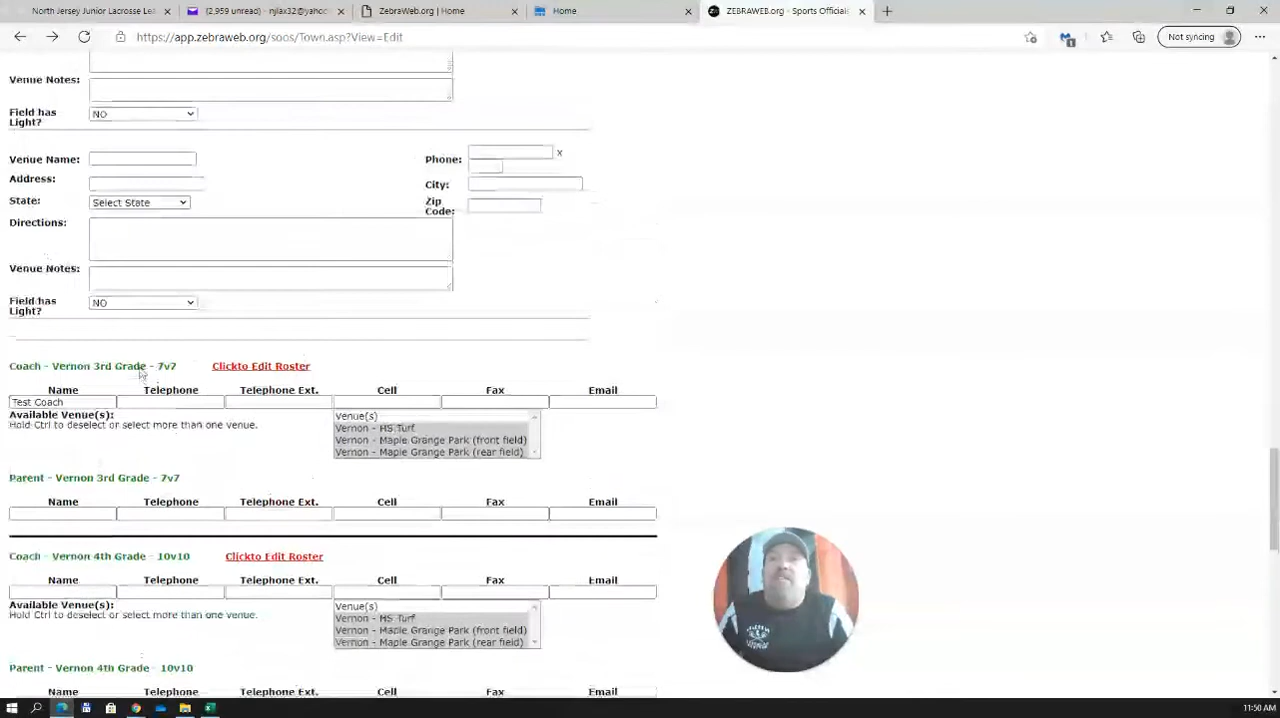 North Jersey Junior Lacrosse Le
(2,959 unread) - njlax32@yahoo
ZebraWeb.org | Home
Home
ZEBRAWEB.org - Sports Officials
https://app.zebraweb.org/soos/Town.asp?View=Edit
1
Not syncing
Venue Notes:
Field has
Light?
NO
Venue Name:
Phone:
x
Address:
City:
State:
Select State
Zip
Code:
Directions:
Venue Notes:
Field has
Light?
NO
Coach - Vernon 3rd Grade - 7v7
Clickto Edit Roster
Name Telephone Telephone Ext. Cell Fax Email
Test Coach
Available Venue(s):
Hold Ctrl to deselect or select more than one venue.
Venue(s)
Vernon - HS Turf
Vernon - Maple Grange Park (front field)
Vernon - Maple Grange Park (rear field)
Parent - Vernon 3rd Grade - 7v7
Name Telephone Telephone Ext. Cell Fax Email
Coach - Vernon 4th Grade - 10v10
Clickto Edit Roster
Name Telephone Telephone Ext. Cell Fax Email
Available Venue(s):
Hold Ctrl to deselect or select more than one venue.
Venue(s)
Vernon - HS Turf
Vernon - Maple Grange Park (front field)
Vernon - Maple Grange Park (rear field)
Parent - Vernon 4th Grade - 10v10
Name Telephone Telephone Ext. Cell Fax Email
11:50 AM